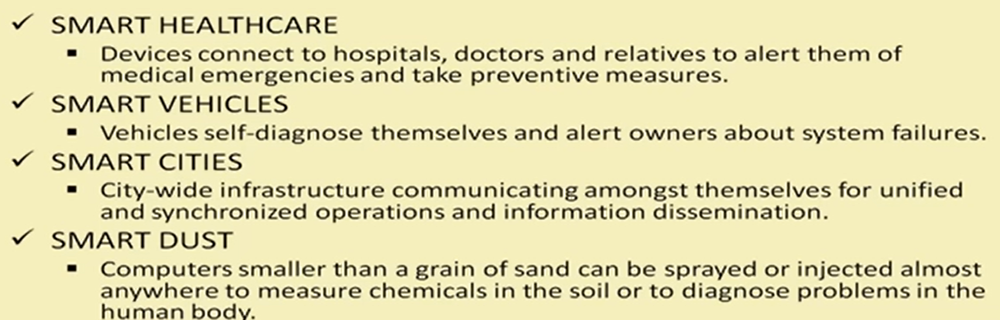 ✓ SMART HEALTHCARE
▪ Devices connect to hospitals, doctors and relatives to alert them of
medical emergencies and take preventive measures.
✓ SMART VEHICLES
▪ Vehicles self-diagnose themselves and alert owners about system failures.
✓ SMART CITIES
▪ City-wide infrastructure communicating amongst themselves for unified
and synchronized operations and information dissemination.
✓ SMART DUST
▪ Computers smaller than a grain of sand can be sprayed or injected almost
anywhere to measure chemicals in the soil or to diagnose problems in the
human body.